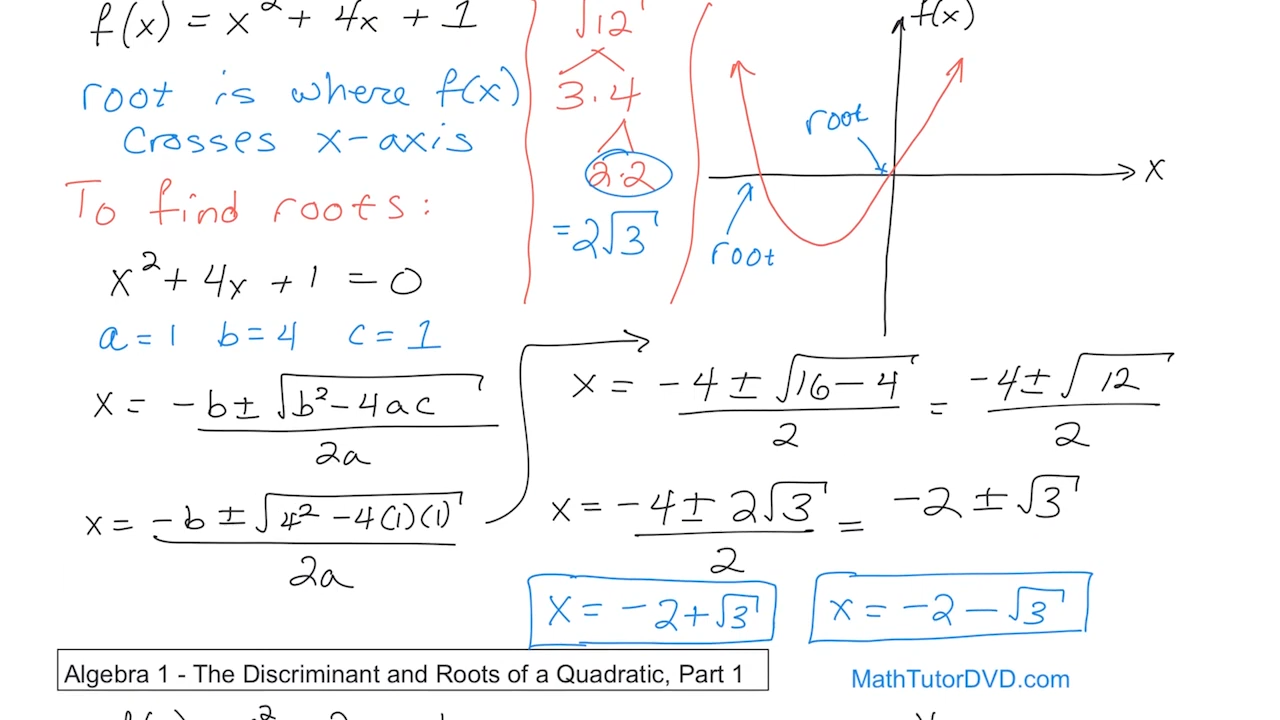 f(x) = x² + 4x + 1
root is where f(x)
crosses x-axis
To find roots:
x² + 4x + 1 = 0
a = 1 b = 4 c = 1
x = -b ± √b² - 4ac
2a
x = -b ± √4² - 4(1)(1)
2a
√12
3·4
2·2
= 2√3
f(x)
root
x
root
x = -4 ± √16 - 4 = -4 ± √12
2 2
x = -4 ± 2√3 = -2 ± √3
2
x = -2 + √3 x = -2 - √3
Algebra 1 - The Discriminant and Roots of a Quadratic, Part 1
MathTutorDVD.com